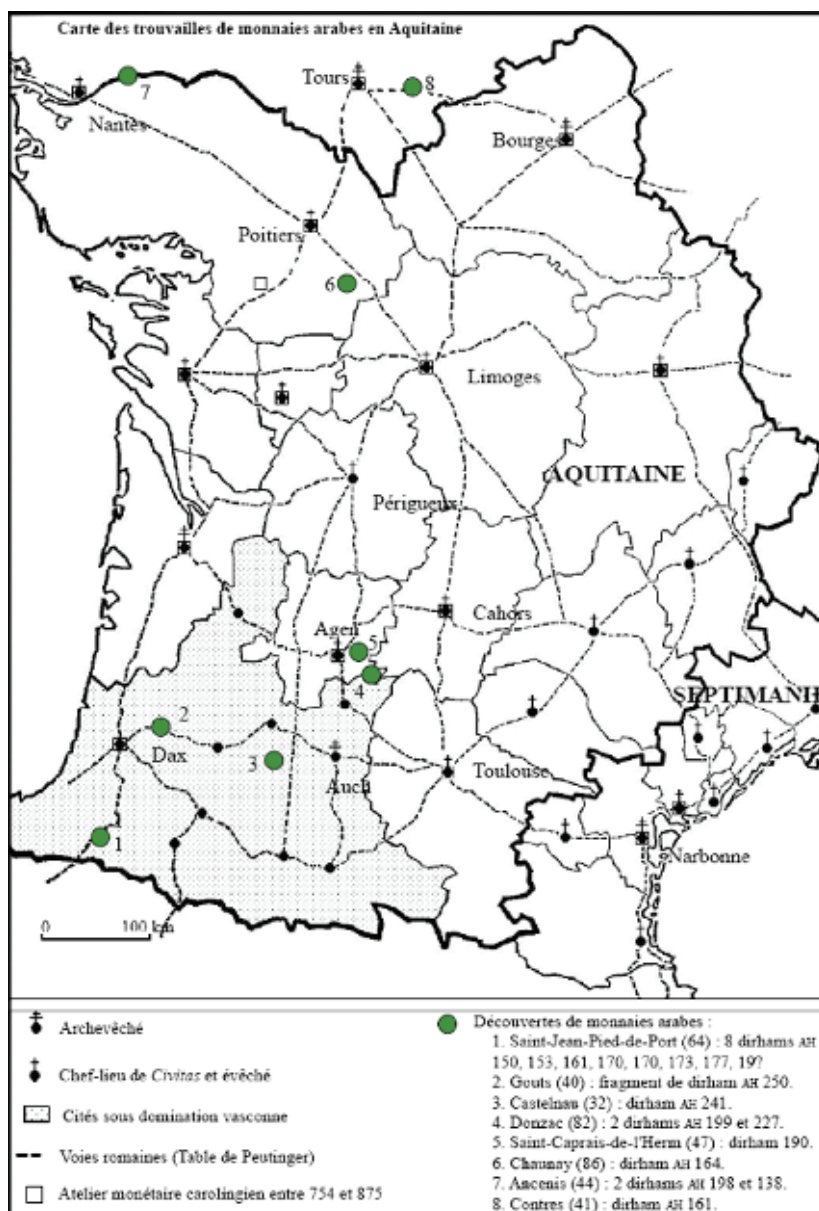 Carte des trouvailles de monnaies arabes en Aquitaine
7
Nantes
Tours
8
Bourges
Poitiers
6
Limoges
AQUITAINE
Périgueux
Cahors
Agen
5
4
SEPTIMANIE
2
Dax
3
Auch
Toulouse
Narbonne
1
0 100 km
Archevêché
Chef-lieu de Civitas et évêché
Cités sous domination vasconne
Voies romaines (Table de Peutinger)
Atelier monétaire carolingien entre 754 et 875
Découvertes de monnaies arabes :
1. Saint-Jean-Pied-de-Port (64) : 8 dirhams AH
150, 153, 161, 170, 170, 173, 177, 19?
2. Gouts (40) : fragment de dirham AH 250.
3. Castelnau (32) : dirham AH 241.
4. Donzac (82) : 2 dirhams AH 199 et 227.
5. Saint-Caprais-de-l'Herm (47) : dirham 190.
6. Chaunay (86) : dirham AH 164.
7. Ancenis (44) : 2 dirhams AH 198 et 138.
8. Contres (41) : dirham AH 161.